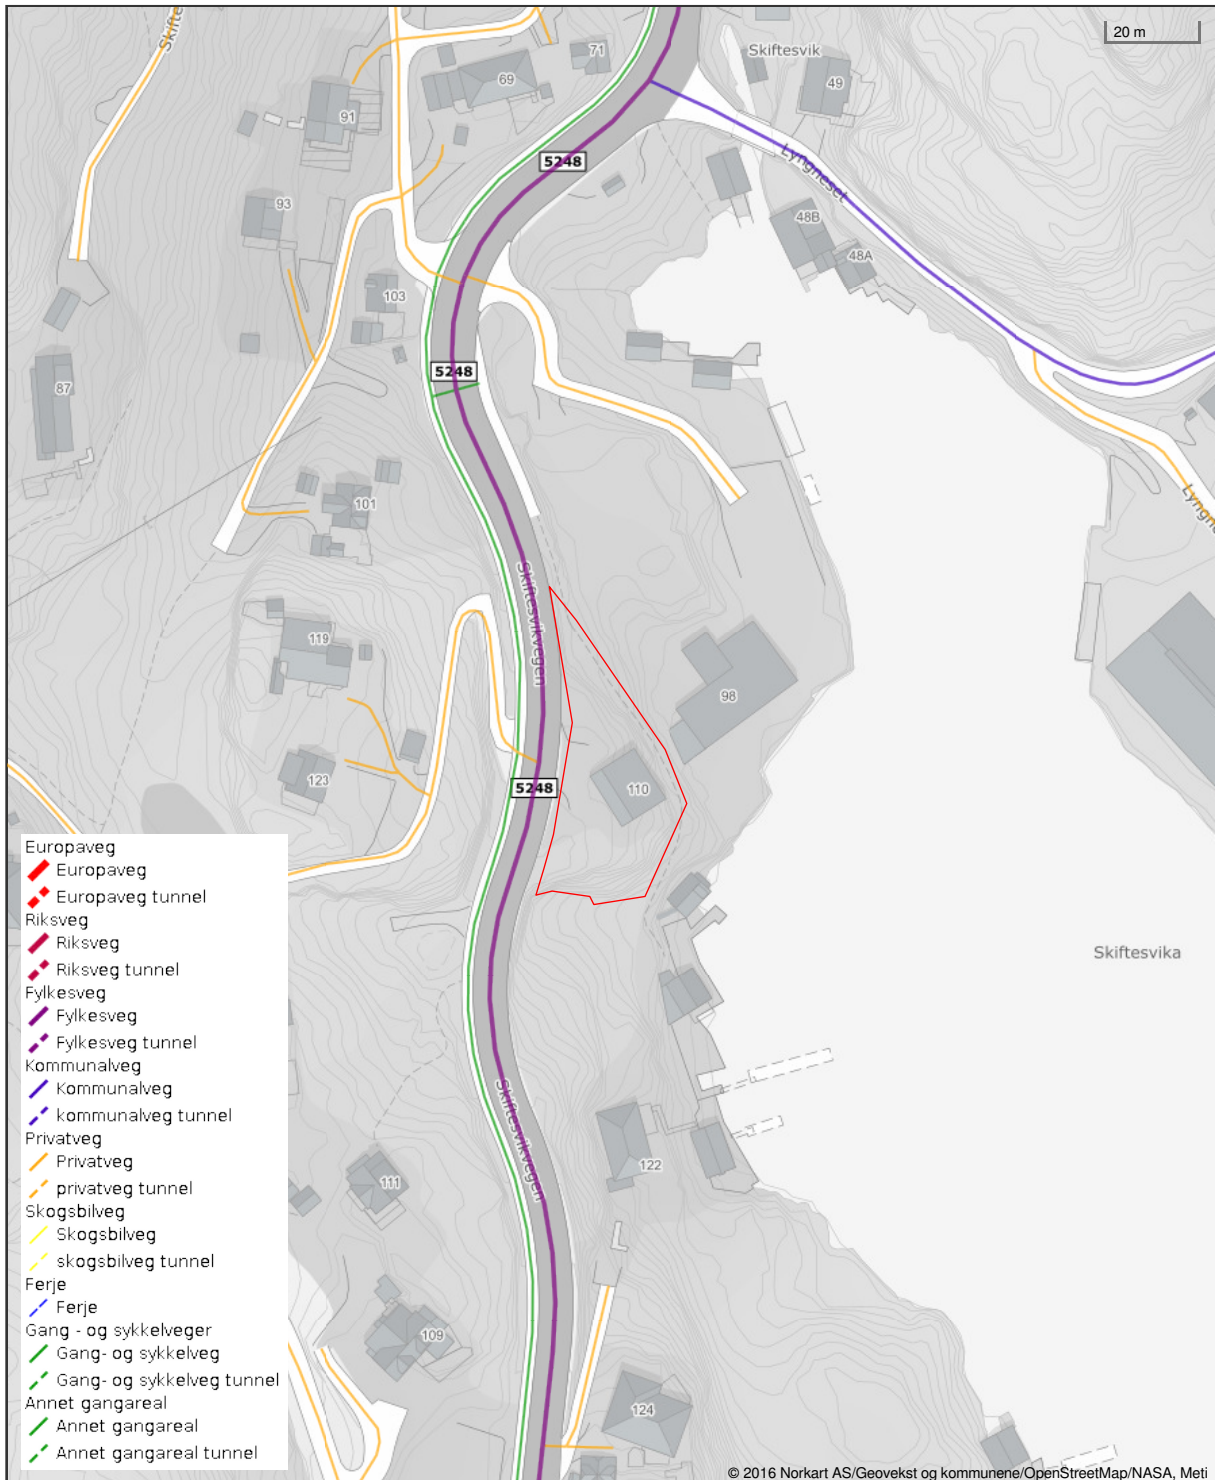 Skifte
Skiftesvik
20 m
71
69
49
91
5248
Lyngneset
93
48B
48A
103
5248
87
101
Lyngne
Skiftesvikvegen
119
98
123
5248
110
Skiftesvika
Skiftesvikvegen
122
111
109
124
Europaveg
Europaveg
Europaveg tunnel
Riksveg
Riksveg
Riksveg tunnel
Fylkesveg
Fylkesveg
Fylkesveg tunnel
Kommunalveg
Kommunalveg
kommunalveg tunnel
Privatveg
Privatveg
privatveg tunnel
Skogsbilveg
Skogsbilveg
skogsbilveg tunnel
Ferje
Ferje
Gang - og sykkelveger
Gang- og sykkelveg
Gang- og sykkelveg tunnel
Annet gangareal
Annet gangareal
Annet gangareal tunnel
© 2016 Norkart AS/Geovekst og kommunene/OpenStreetMap/NASA, Meti